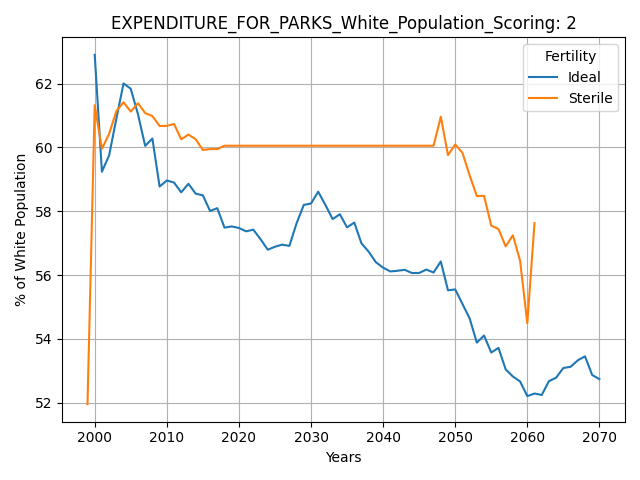 EXPENDITURE_FOR_PARKS_White_Population_Scoring: 2
Fertility
Ideal
Sterile
% of White Population
62
60
58
56
54
52
2000 2010 2020 2030 2040 2050 2060 2070
Years